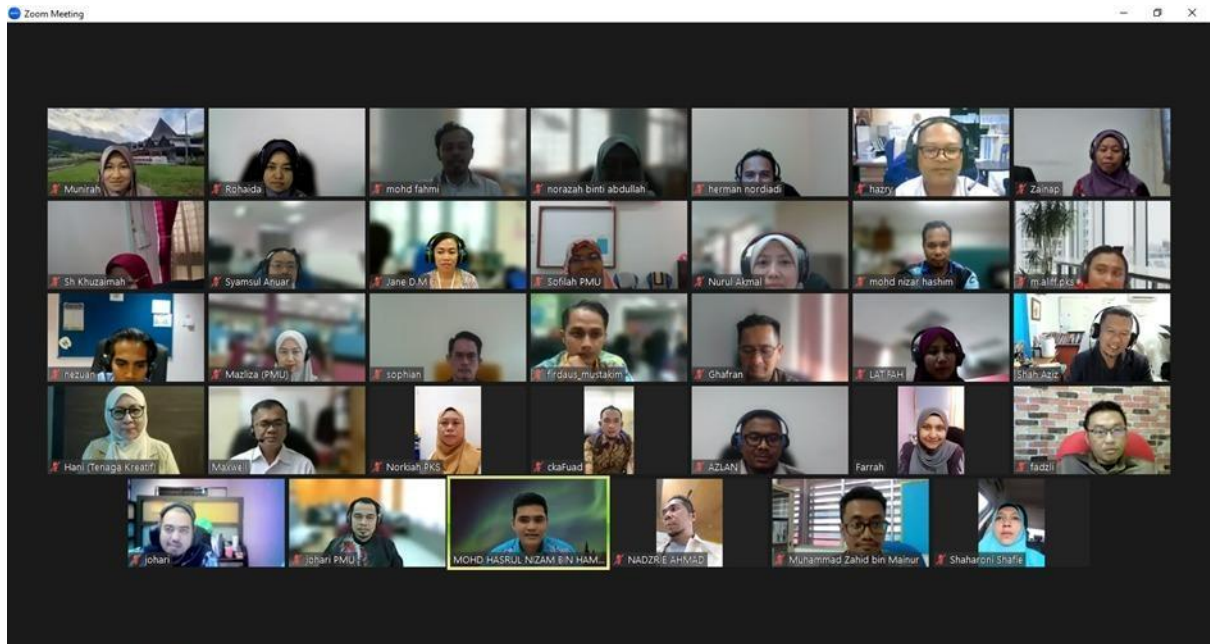 Zoom Meeting
Munirah
Rohaida
mohd fahmi
norazah binti abdullah
herman nordiadi
hazry
Zainap
Sh Khuzaimah
Syamsul Anuar
Jane D.M
Sofilah PMU
Nurul Akmal
mohd nizar hashim
m.aliff.pks
nezuan
Mazliza (PMU)
sophian
firdaus_mustakim
Ghafran
LATIPAH
Shah Aziz
Hani (Tenaga Kreatif)
Maxwell
Norkiah PKS
ckaFuad
AZLAN
Farrah
fadzli
johari
johari PMU
MOHD HASRUL NIZAM BIN HAM...
NADZRIE AHMAD
Muhammad Zahid bin Mainur
Shaharoni Shafie